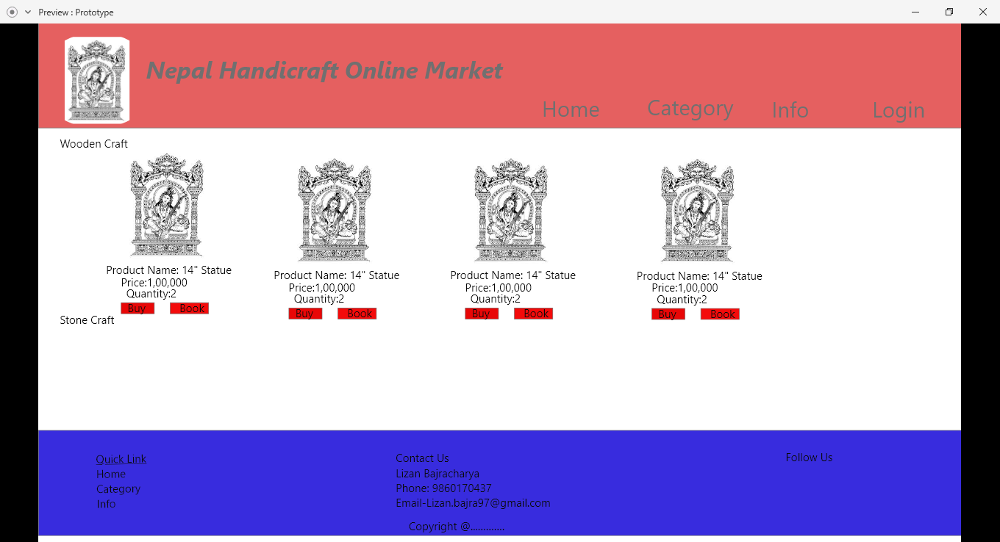 Preview : Prototype
Nepal Handicraft Online Market
Home Category Info Login
Wooden Craft
Product Name: 14" Statue
Price:1,00,000
Quantity:2
Buy Book
Product Name: 14" Statue
Price:1,00,000
Quantity:2
Buy Book
Product Name: 14" Statue
Price:1,00,000
Quantity:2
Buy Book
Product Name: 14" Statue
Price:1,00,000
Quantity:2
Buy Book
Stone Craft
Quick Link
Home
Category
Info
Contact Us
Lizan Bajracharya
Phone: 9860170437
Email-Lizan.bajra97@gmail.com
Copyright @.............
Follow Us